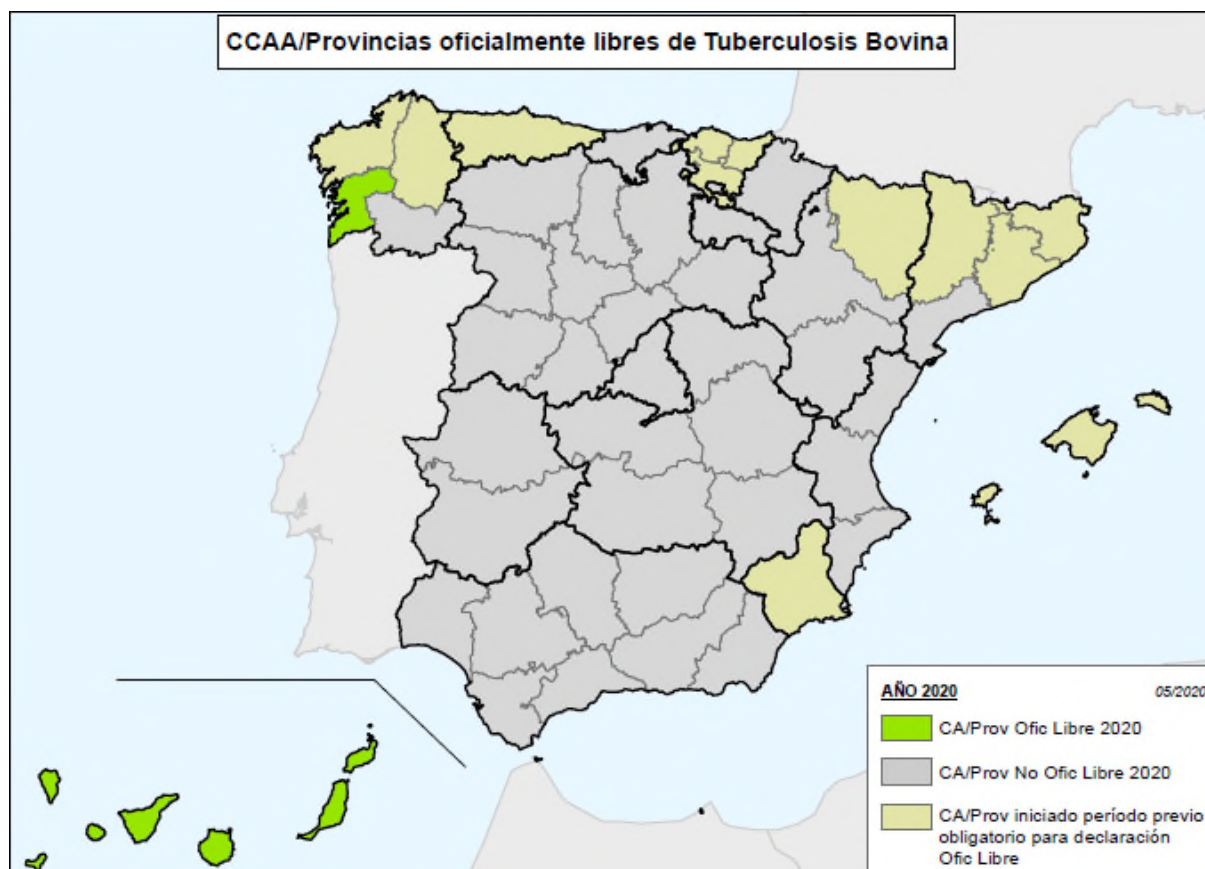 CCAA/Provincias oficialmente libres de Tuberculosis Bovina
AÑO 2020 05/2020
CA/Prov Ofic Libre 2020
CA/Prov No Ofic Libre 2020
CA/Prov iniciado período previo
obligatorio para declaración
Ofic Libre